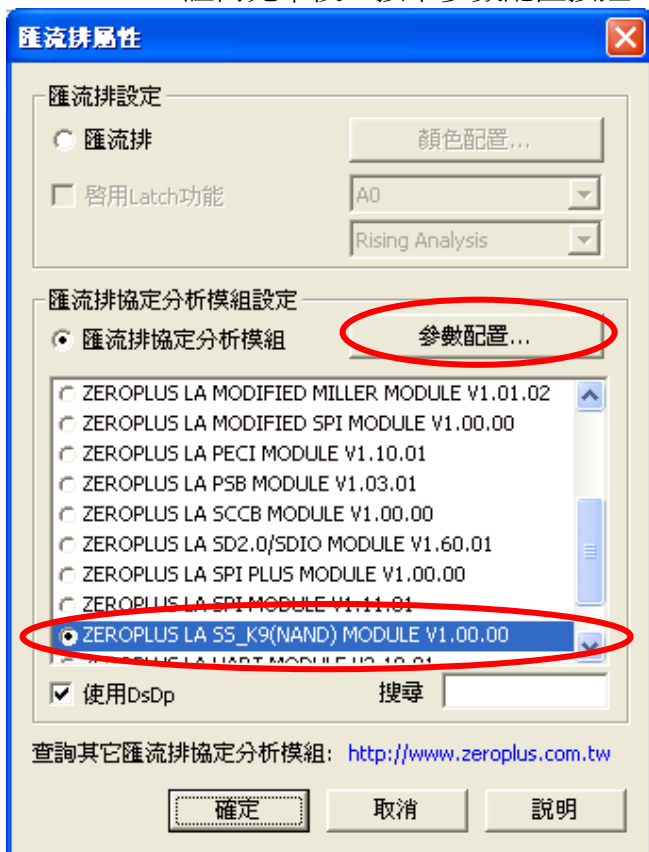 匯流排屬性
匯流排設定
匯流排
顏色配置...
啓用Latch功能
A0
Rising Analysis
匯流排協定分析模組設定
匯流排協定分析模組
參數配置...
ZEROPLUS LA MODIFIED MILLER MODULE V1.01.02
ZEROPLUS LA MODIFIED SPI MODULE V1.00.00
ZEROPLUS LA PECI MODULE V1.10.01
ZEROPLUS LA PSB MODULE V1.03.01
ZEROPLUS LA SCCB MODULE V1.00.00
ZEROPLUS LA SD2.0/SDIO MODULE V1.60.01
ZEROPLUS LA SPI PLUS MODULE V1.00.00
ZEROPLUS LA SPI MODULE V1.11.01
ZEROPLUS LA SS_K9(NAND) MODULE V1.00.00
使用DsDp
搜尋
查詢其它匯流排協定分析模組: http://www.zeroplus.com.tw
確定
取消
說明